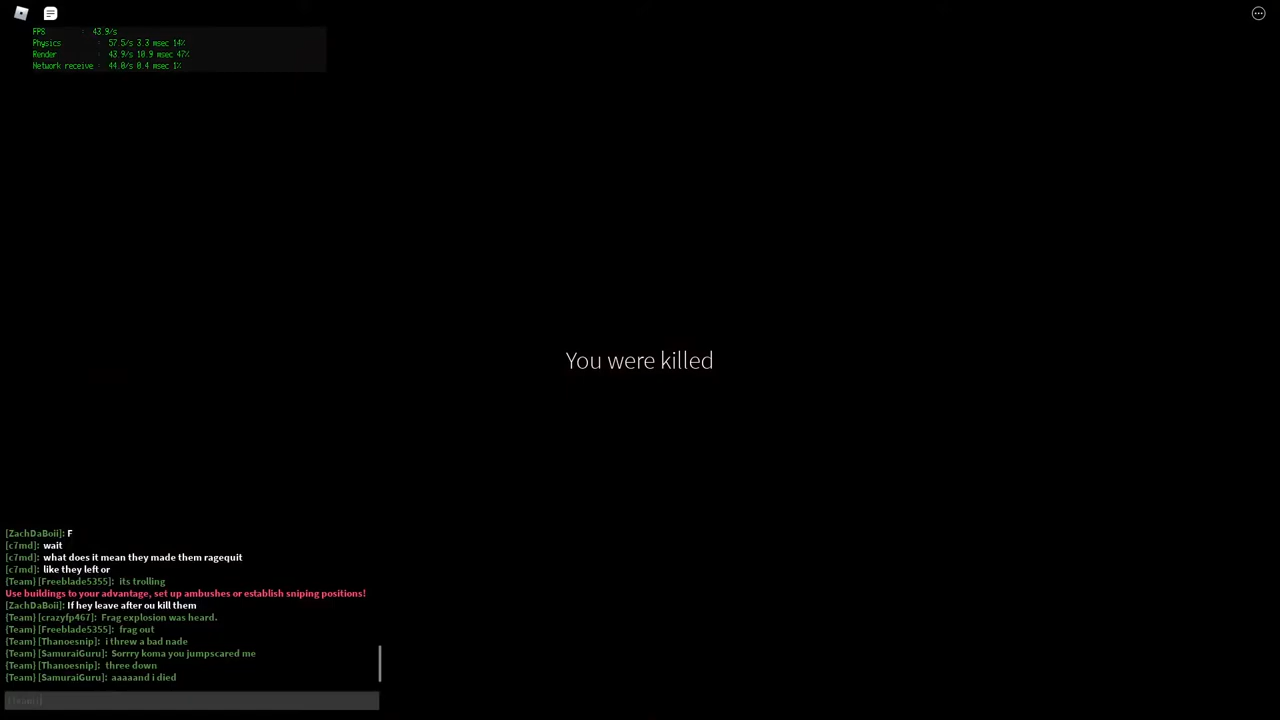 FPS : 43.9/s
Physics : 57.5/s 3.3 msec 14%
Render : 43.9/s 10.9 msec 47%
Network receive : 44.0/s 0.4 msec 1%
You were killed
[ZachDaBoii]: F
[c7md]: wait
[c7md]: what does it mean they made them ragequit
[c7md]: like they left or
{Team} [Freeblade5355]: its trolling
Use buildings to your advantage, set up ambushes or establish sniping positions!
[ZachDaBoii]: If hey leave after ou kill them
{Team} [crazyfp467]: Frag explosion was heard.
{Team} [Freeblade5355]: frag out
{Team} [Thanoesnip]: i threw a bad nade
{Team} [SamuraiGuru]: Sorrry koma you jumpscared me
{Team} [Thanoesnip]: three down
{Team} [SamuraiGuru]: aaaaand i died